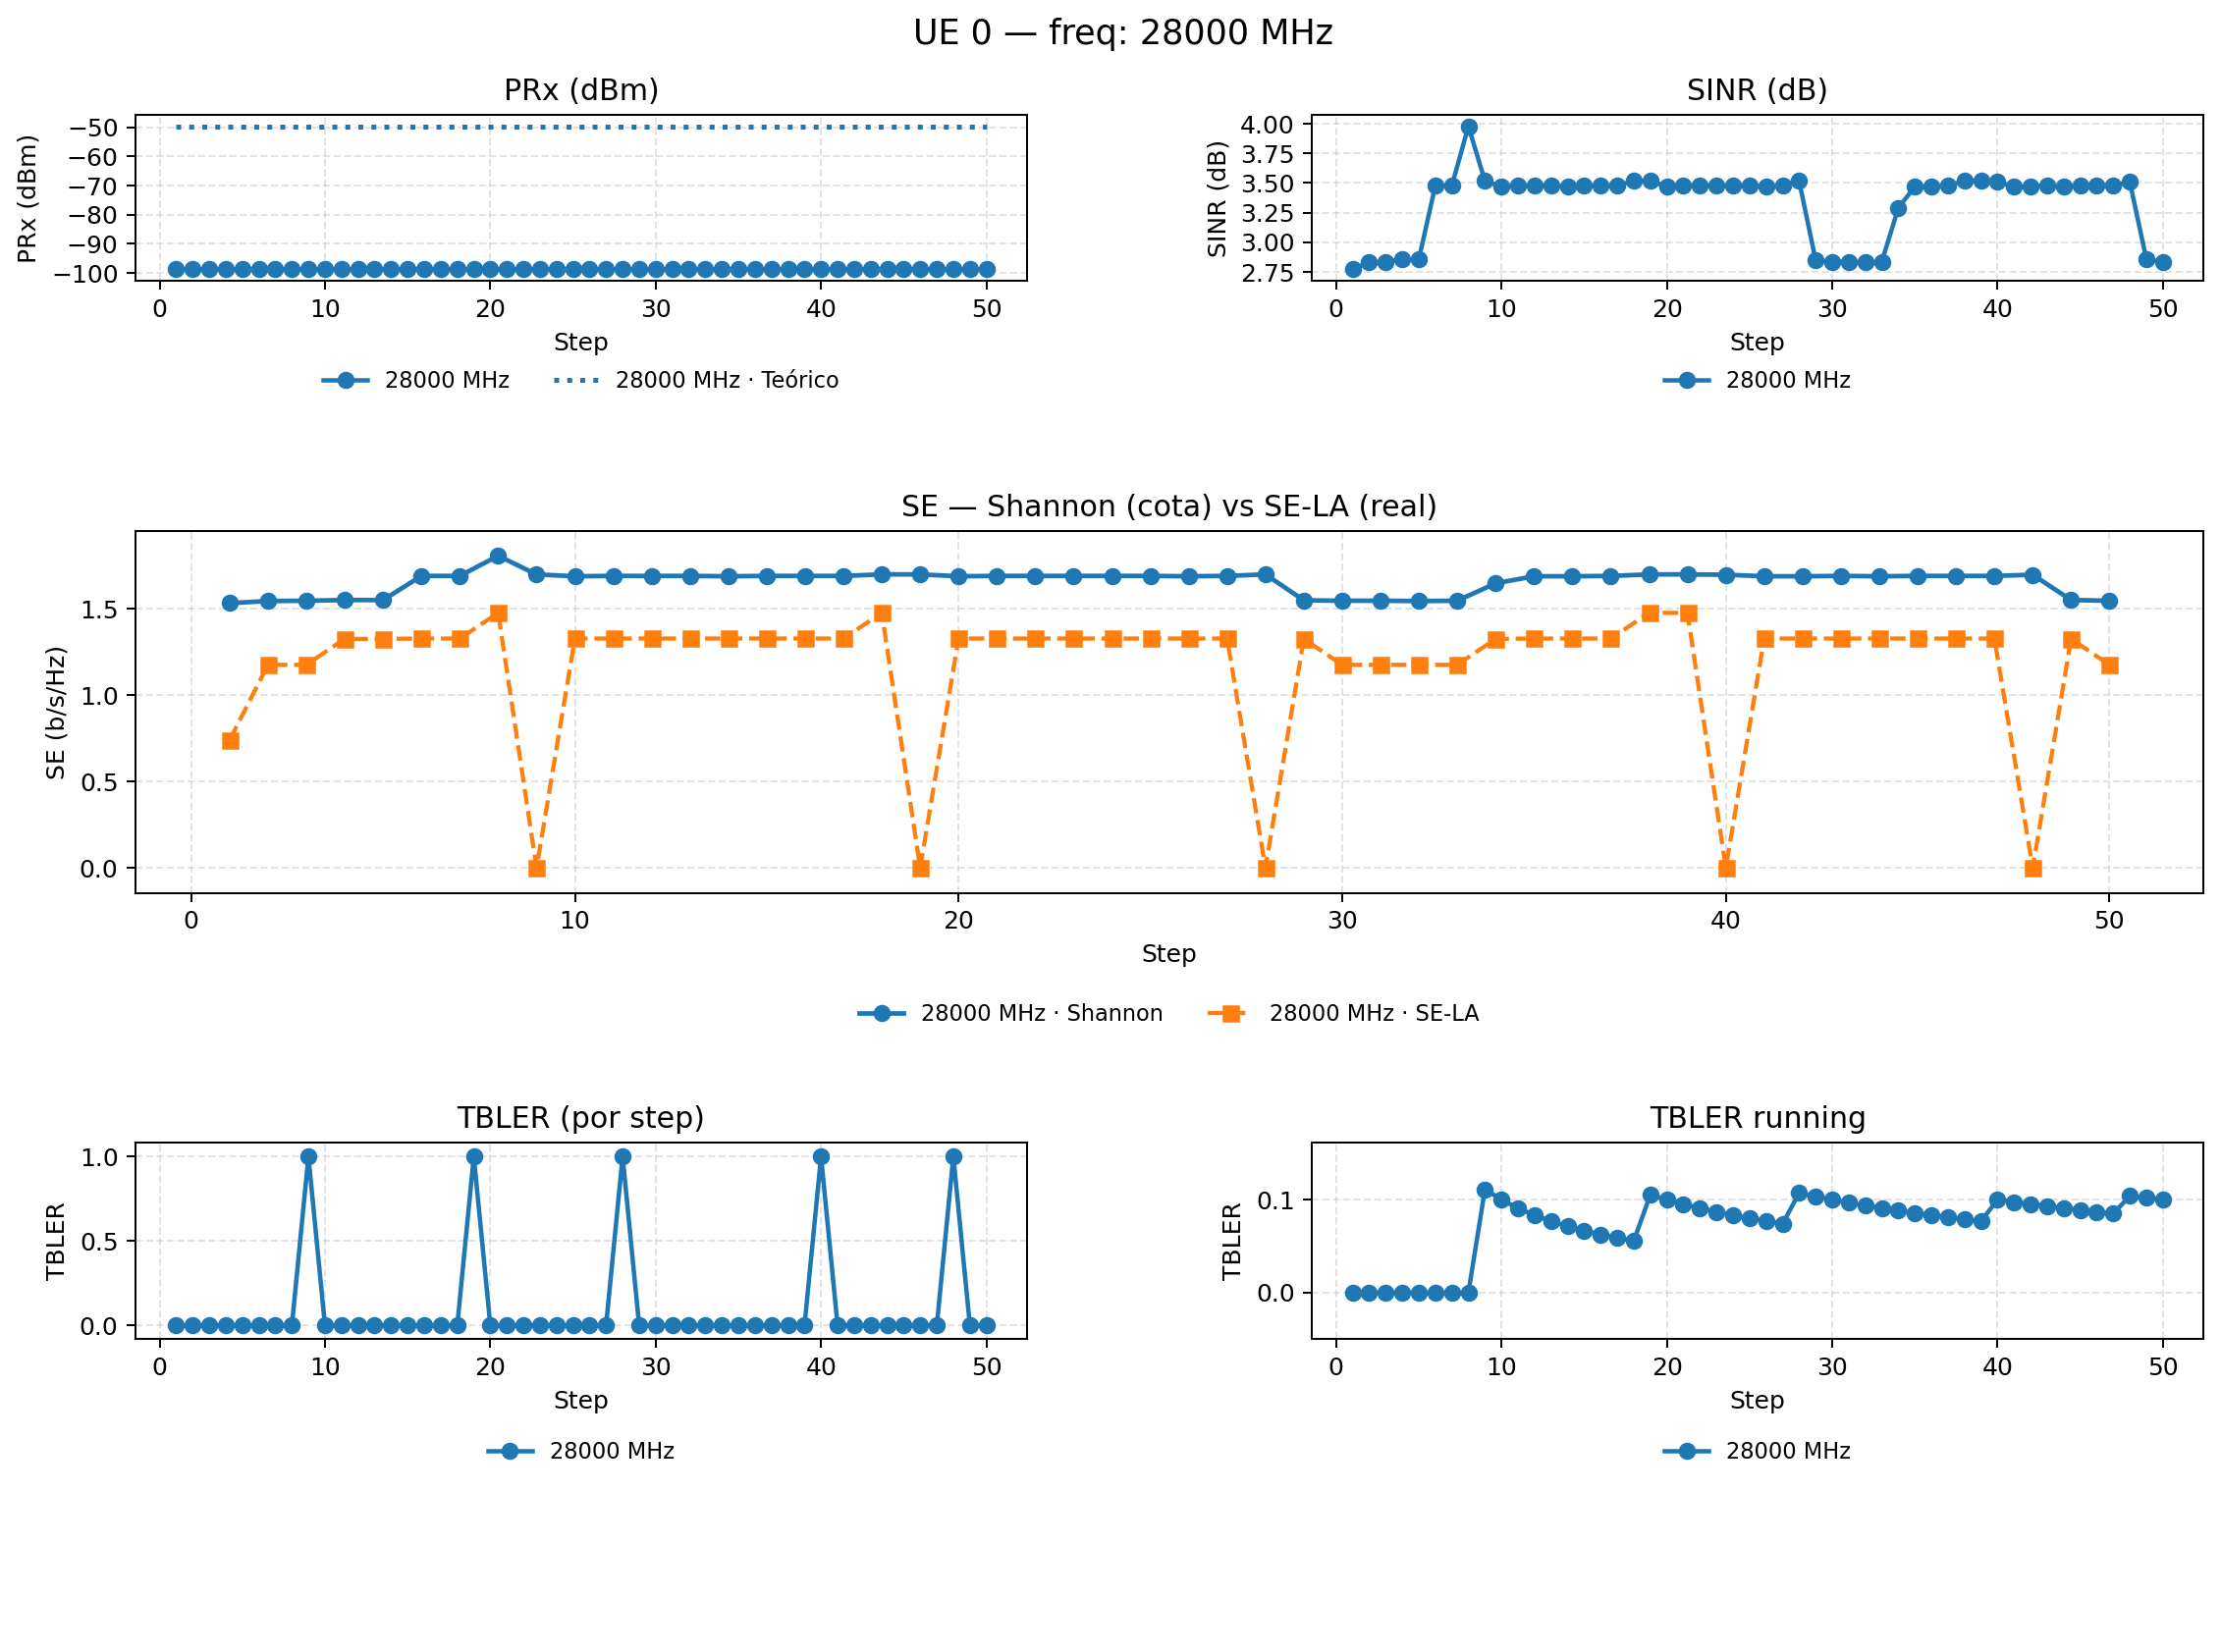 UE 0 — freq: 28000 MHz
PRx (dBm)
PRx (dBm)
−50
−60
−70
−80
−90
−100
0 10 20 30 40 50
Step
28000 MHz 28000 MHz · Teórico
SINR (dB)
SINR (dB)
4.00
3.75
3.50
3.25
3.00
2.75
0 10 20 30 40 50
Step
28000 MHz
SE — Shannon (cota) vs SE-LA (real)
SE (b/s/Hz)
1.5
1.0
0.5
0.0
0 10 20 30 40 50
Step
28000 MHz · Shannon 28000 MHz · SE-LA
TBLER (por step)
TBLER
1.0
0.5
0.0
0 10 20 30 40 50
Step
28000 MHz
TBLER running
TBLER
0.1
0.0
0 10 20 30 40 50
Step
28000 MHz